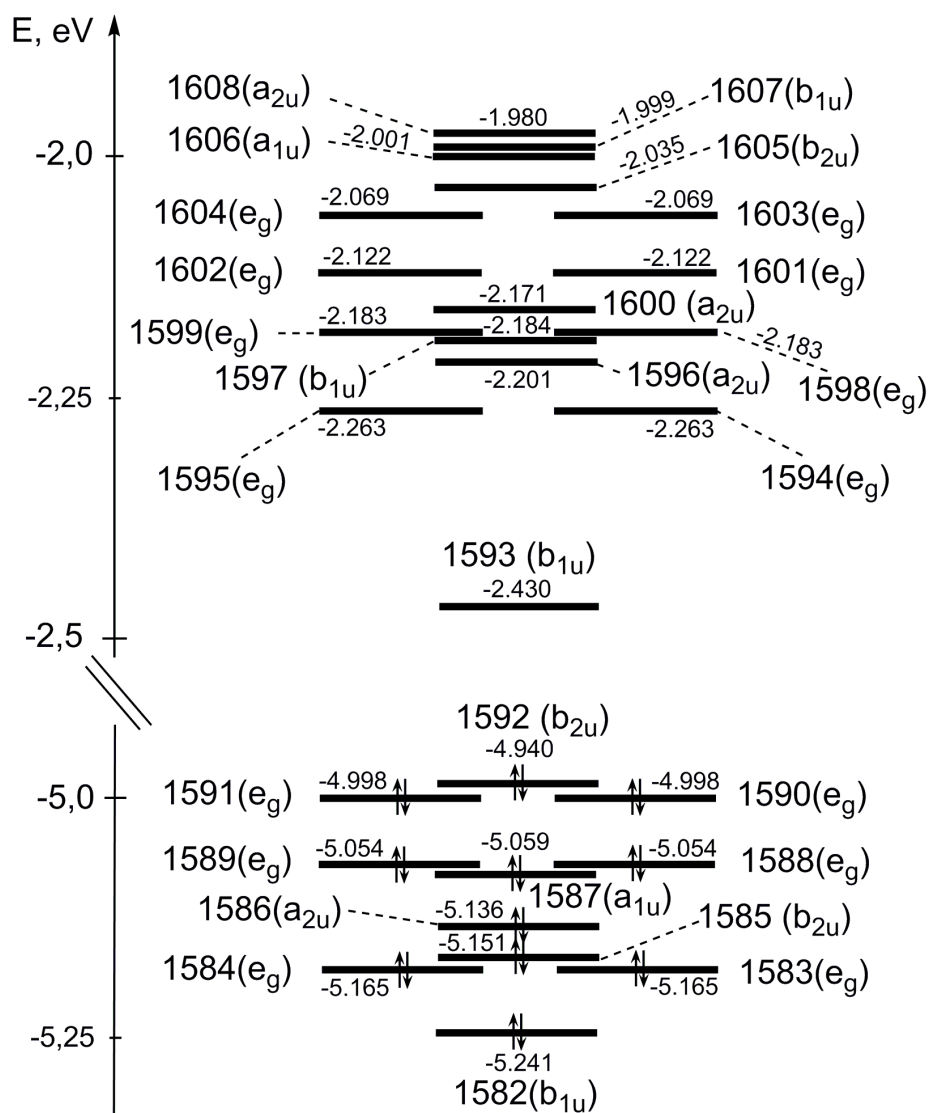 E, eV
1608(a2u)
-1.980
-1.999
1607(b1u)
1606(a1u)
-2.001
-2,0
-2.035
1605(b2u)
1604(eg)
-2.069
-2.069
1603(eg)
1602(eg)
-2.122
-2.122
1601(eg)
-2.171
1600 (a2u)
1599(eg)
-2.183
-2.184
-2.183
1597 (b1u)
-2.201
1596(a2u)
1598(eg)
-2,25
-2.263
-2.263
1595(eg)
1594(eg)
1593 (b1u)
-2.430
-2,5
1592 (b2u)
-4.940
1591(eg)
-4.998
-4.998
1590(eg)
-5,0
1589(eg)
-5.054
-5.059
-5.054
1588(eg)
1586(a2u)
-5.136
1587(a1u)
1585 (b2u)
-5.151
1584(eg)
-5.165
-5.165
1583(eg)
-5,25
-5.241
1582(b1u)